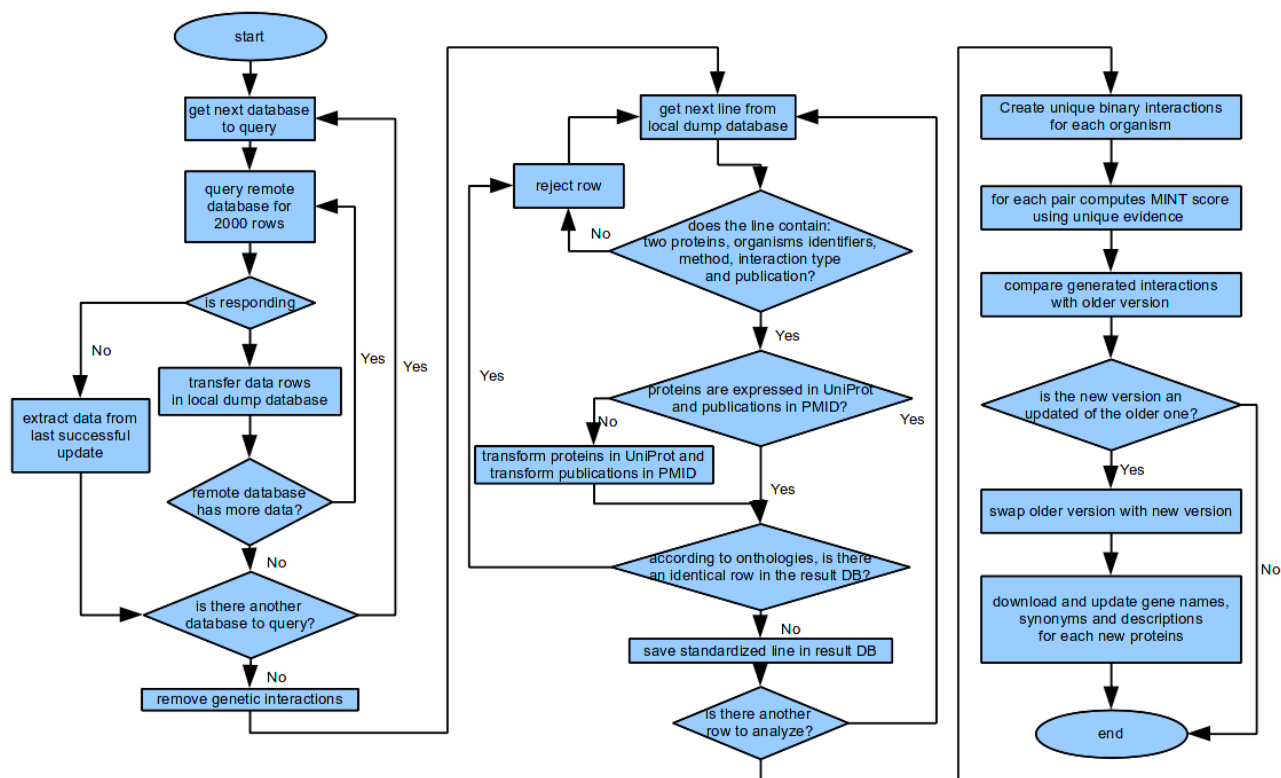 start
get next database
to query
query remote
database for
2000 rows
is responding
No
Yes
Yes
transfer data rows
in local dump database
extract data from
last successful
update
remote database
has more data?
No
is there another
database to query?
No
remove genetic interactions
get next line from
local dump database
reject row
No
does the line contain:
two proteins, organisms identifiers,
method, interaction type
and publication?
Yes
Yes
proteins are expressed in UniProt
and publications in PMID?
Yes
No
transform proteins in UniProt and
transform publications in PMID
Yes
according to onthologies, is there
an identical row in the result DB?
No
save standardized line in result DB
is there another
row to analyze?
Create unique binary interactions
for each organism
for each pair computes MINT score
using unique evidence
compare generated interactions
with older version
is the new version an
updated of the older one?
Yes
swap older version with new version
No
download and update gene names,
synonyms and descriptions
for each new proteins
end